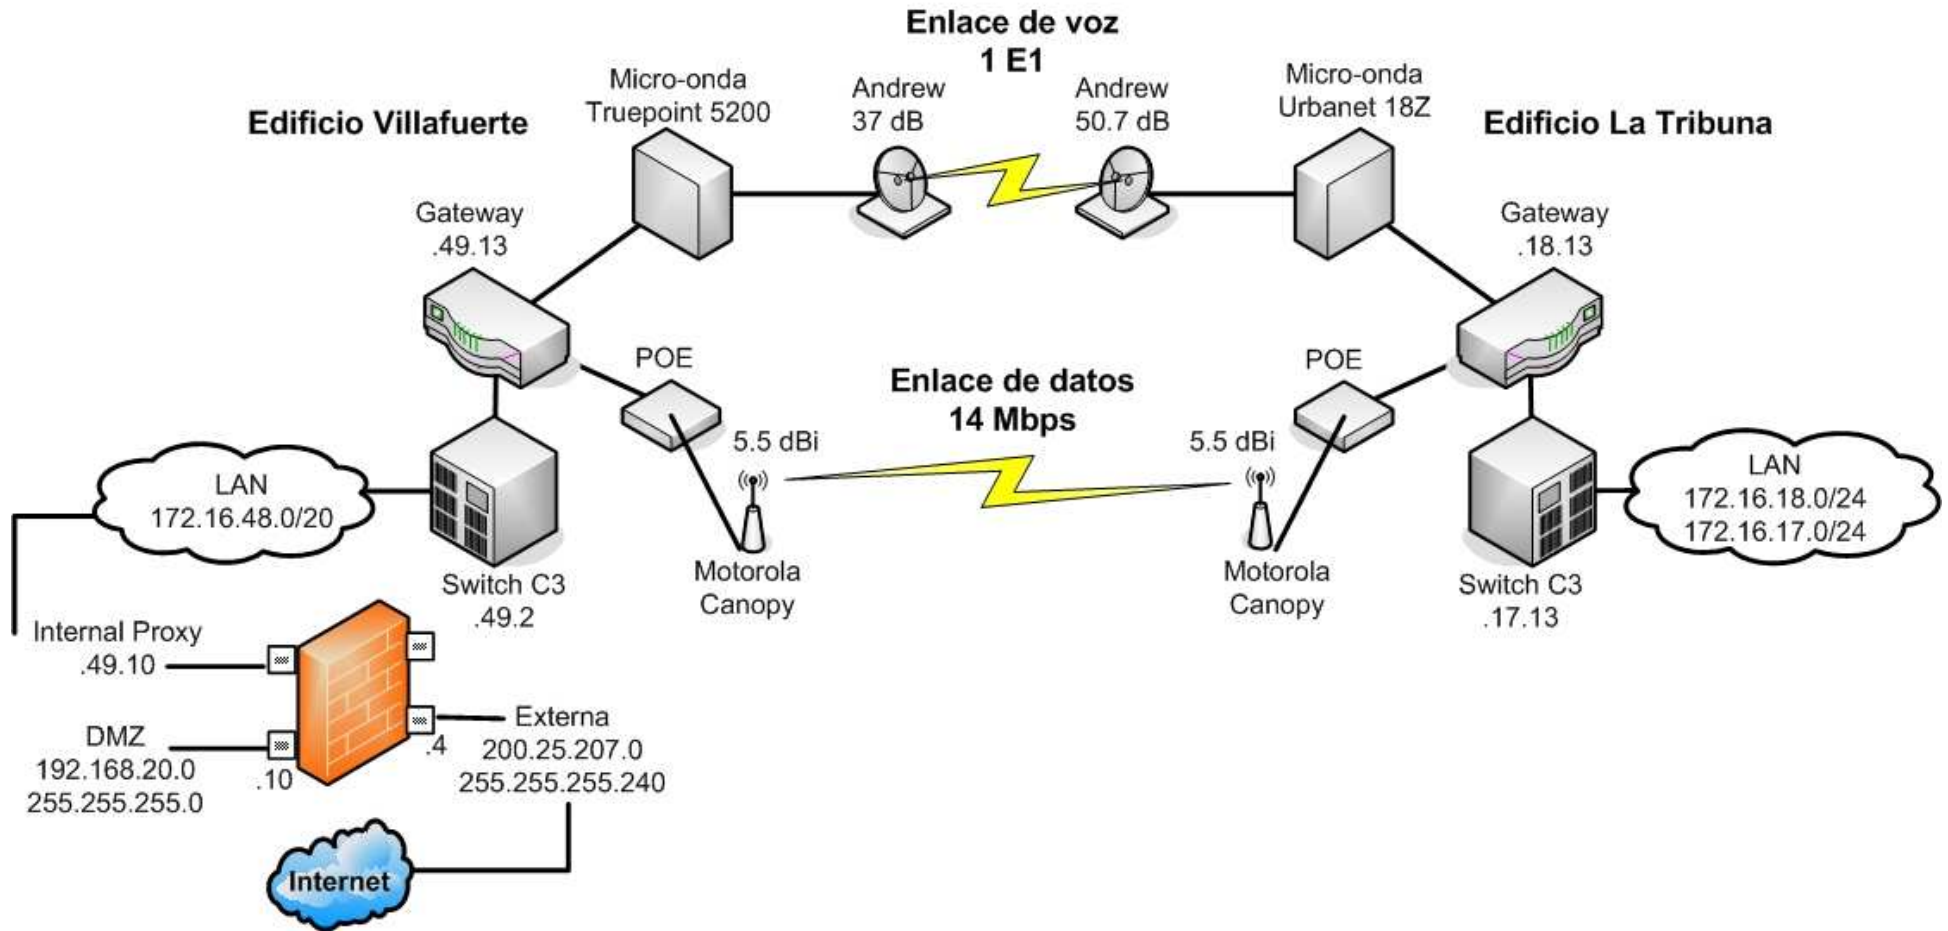 Enlace de voz
1 E1
Micro-onda
Truepoint 5200
Andrew
37 dB
Andrew
50.7 dB
Micro-onda
Urbanet 18Z
Edificio Villafuerte
Edificio La Tribuna
Gateway
.49.13
Gateway
.18.13
POE
POE
Enlace de datos
14 Mbps
5.5 dBi
5.5 dBi
LAN
172.16.48.0/20
LAN
172.16.18.0/24
172.16.17.0/24
Switch C3
.49.2
Motorola
Canopy
Motorola
Canopy
Switch C3
.17.13
Internal Proxy
.49.10
DMZ
192.168.20.0
255.255.255.0
.10
.4
Externa
200.25.207.0
255.255.255.240
Internet